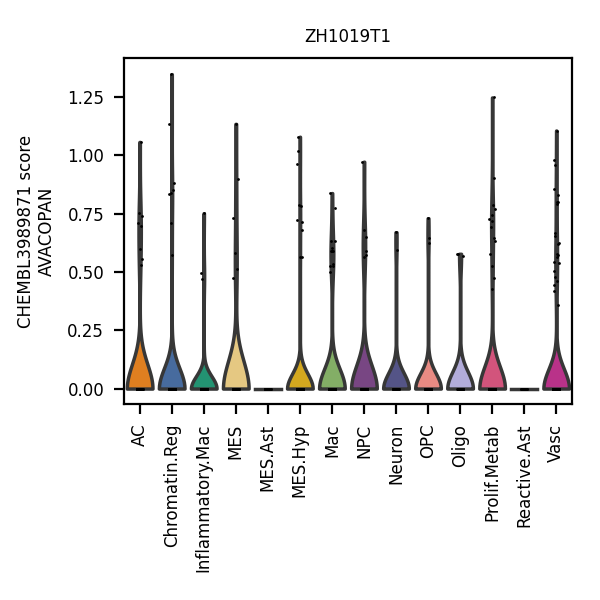 ZH1019T1
CHEMBL3989871 score
AVACOPAN
1.25
1.00
0.75
0.50
0.25
0.00
AC
Chromatin.Reg
Inflammatory.Mac
MES
MES.Ast
MES.Hyp
Mac
NPC
Neuron
OPC
Oligo
Prolif.Metab
Reactive.Ast
Vasc